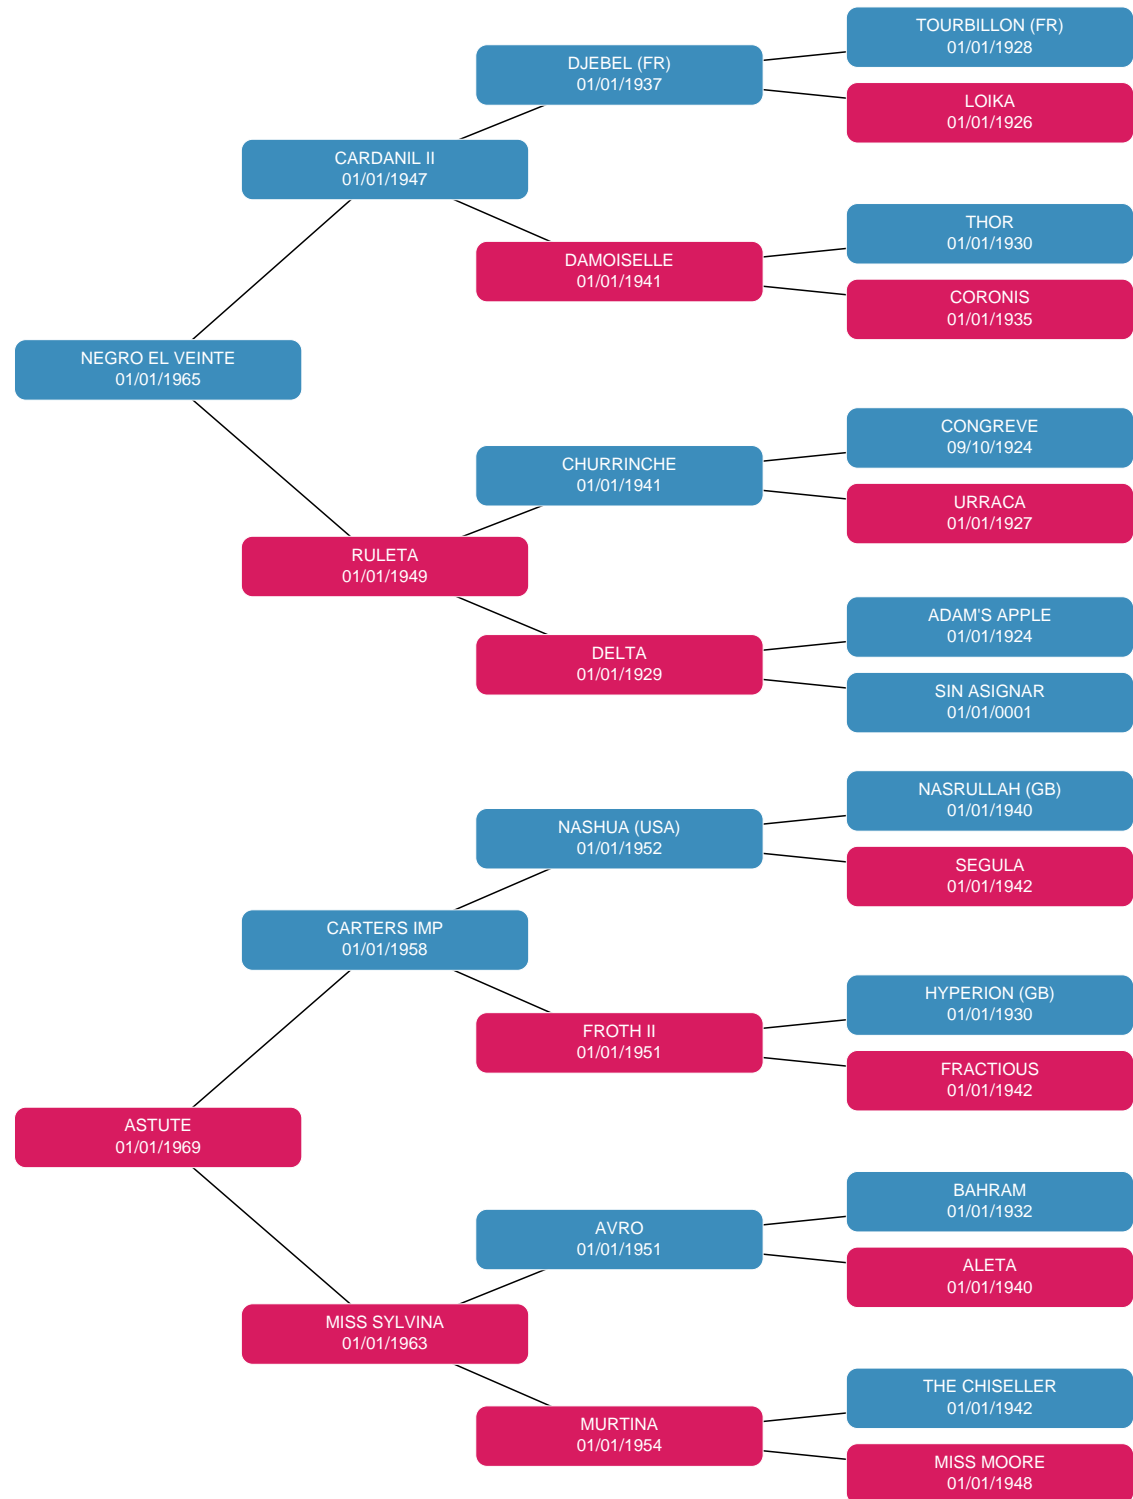 TOURBILLON (FR)
01/01/1928
DJEBEL (FR)
01/01/1937
LOIKA
01/01/1926
CARDANIL II
01/01/1947
THOR
01/01/1930
DAMOISELLE
01/01/1941
CORONIS
01/01/1935
NEGRO EL VEINTE
01/01/1965
CONGREVE
09/10/1924
CHURRINCHE
01/01/1941
URRACA
01/01/1927
RULETA
01/01/1949
ADAM'S APPLE
01/01/1924
DELTA
01/01/1929
SIN ASIGNAR
01/01/0001
NASRULLAH (GB)
01/01/1940
NASHUA (USA)
01/01/1952
SEGULA
01/01/1942
CARTERS IMP
01/01/1958
HYPERION (GB)
01/01/1930
FROTH II
01/01/1951
FRACTIOUS
01/01/1942
ASTUTE
01/01/1969
BAHRAM
01/01/1932
AVRO
01/01/1951
ALETA
01/01/1940
MISS SYLVINA
01/01/1963
THE CHISELLER
01/01/1942
MURTINA
01/01/1954
MISS MOORE
01/01/1948